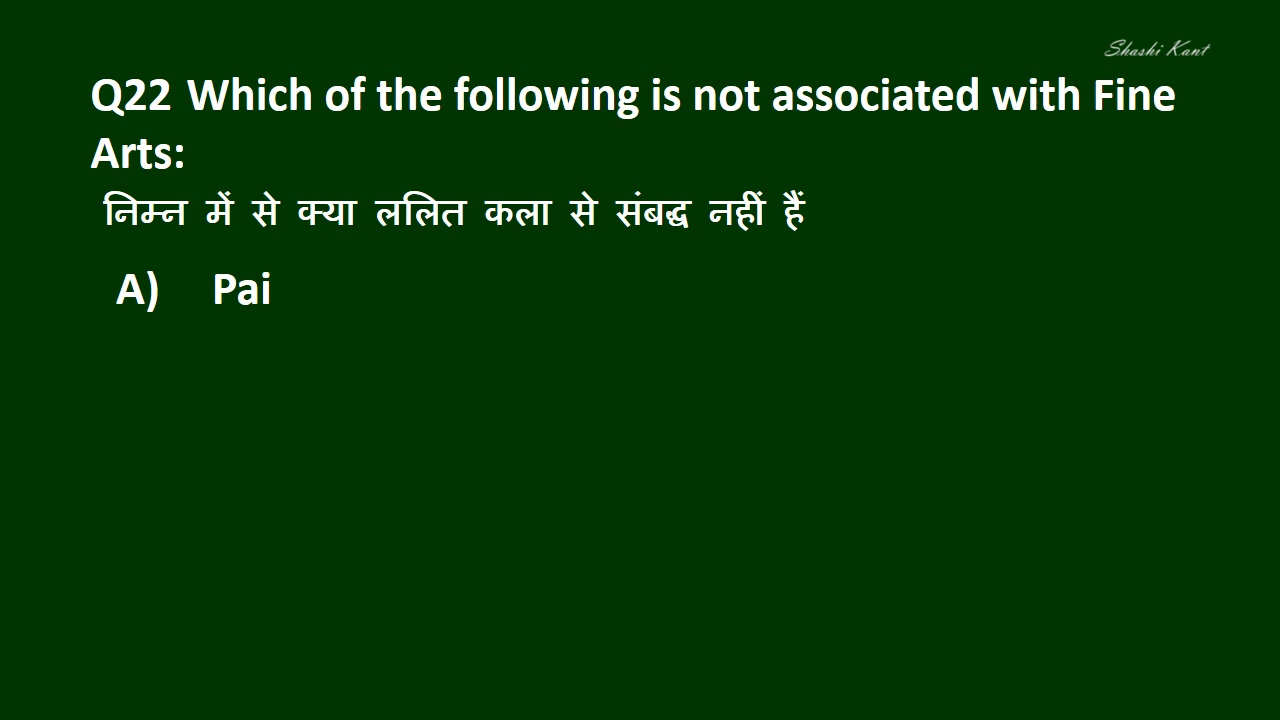 Shashi Kant
Q22 Which of the following is not associated with Fine
Arts:
निम्न में से क्या ललित कला से संबद्ध नहीं हैं
A) Pai